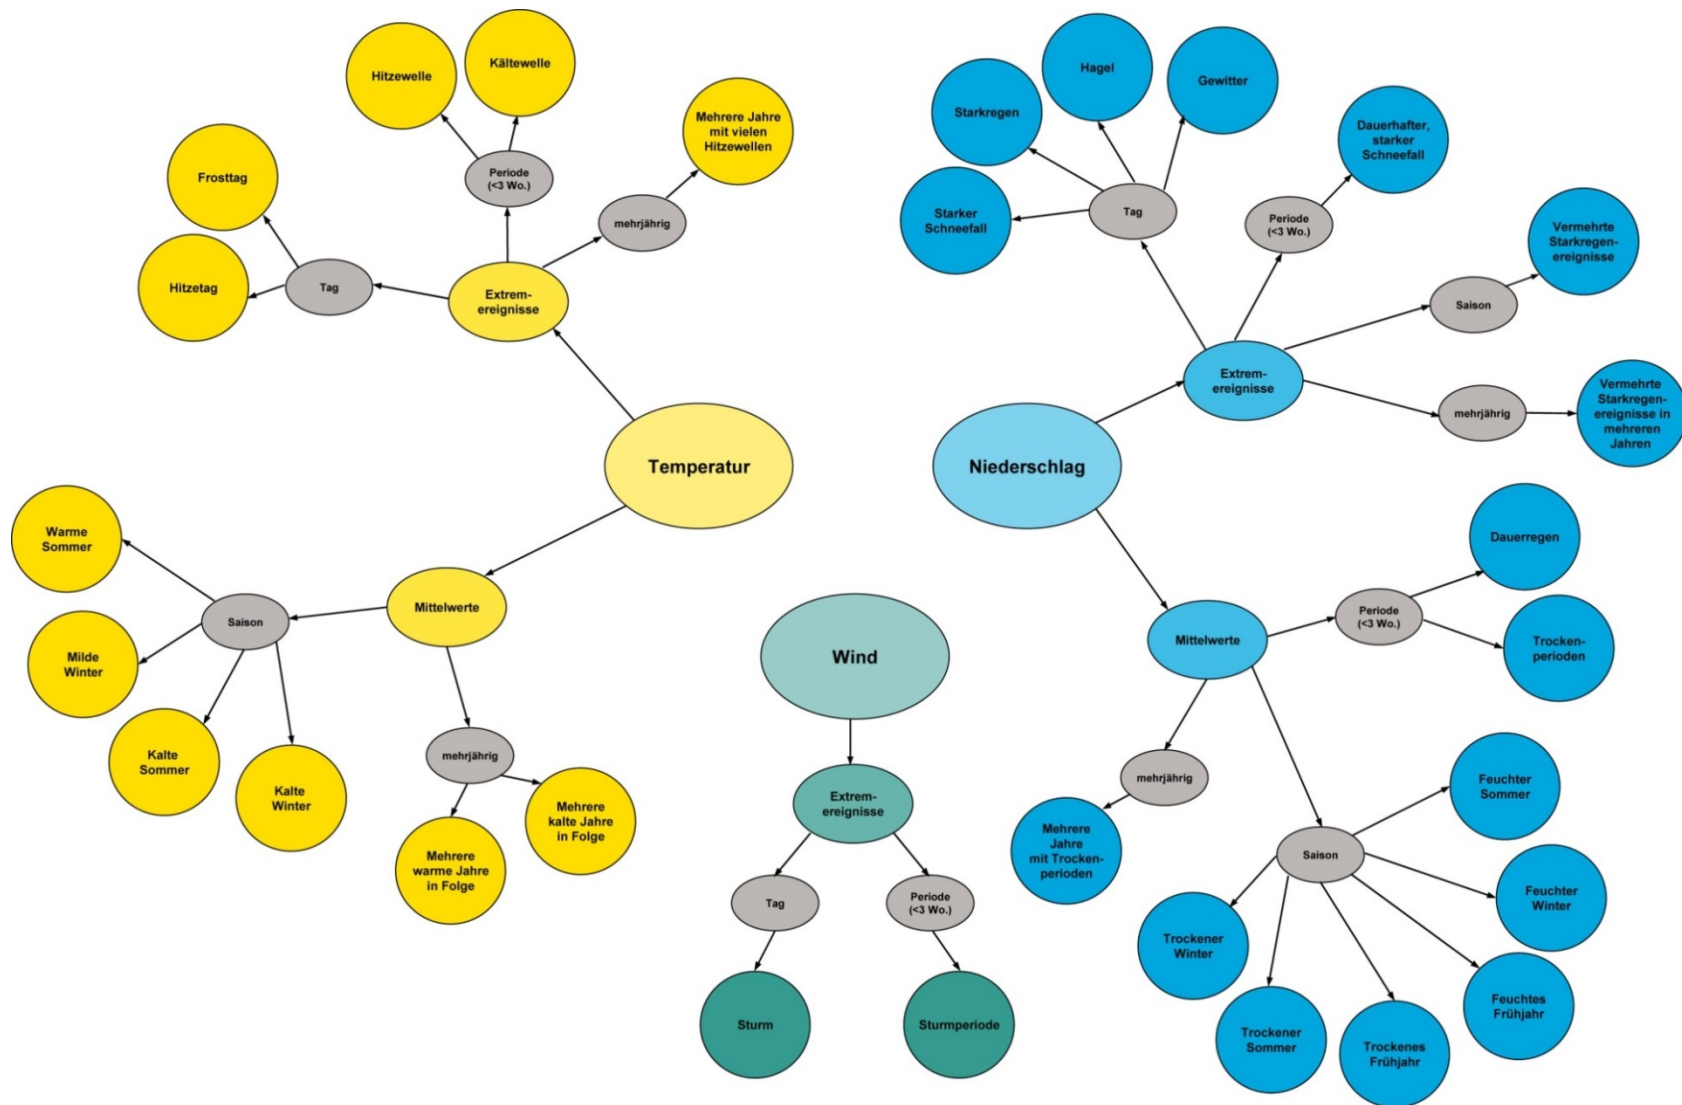 Hitzewelle
Kältewelle
Mehrere Jahre
mit vielen
Hitzewellen
Frosttag
Periode
(<3 Wo.)
mehrjährig
Hitzetag
Tag
Extrem-
ereignisse
Temperatur
Warme
Sommer
Milde
Winter
Saison
Mittelwerte
Kalte
Sommer
Kalte
Winter
mehrjährig
Mehrere
warme Jahre
in Folge
Mehrere
kalte Jahre
in Folge
Wind
Extrem-
ereignisse
Tag
Periode
(<3 Wo.)
Sturm
Sturmperiode
Starkregen
Hagel
Gewitter
Dauerhafter,
starker
Schneefall
Starker
Schneefall
Tag
Periode
(<3 Wo.)
Vermehrte
Starkregen-
ereignisse
Saison
Extrem-
ereignisse
mehrjährig
Vermehrte
Starkregen-
ereignisse in
mehreren
Jahren
Niederschlag
Dauerregen
Mittelwerte
Periode
(<3 Wo.)
Trocken-
perioden
mehrjährig
Mehrere
Jahre
mit Trocken-
perioden
Saison
Feuchter
Sommer
Feuchter
Winter
Feuchtes
Frühjahr
Trockenes
Frühjahr
Trockener
Sommer
Trockener
Winter